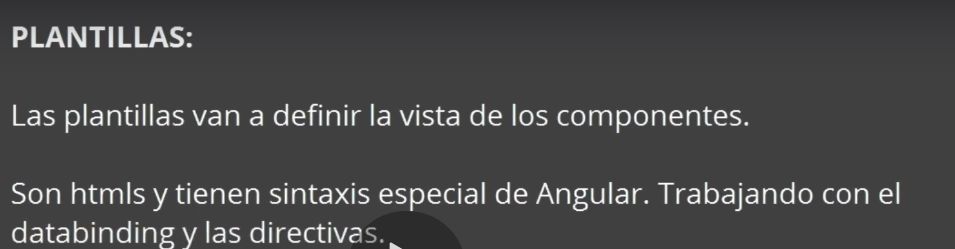 PLANTILLAS:
Las plantillas van a definir la vista de los componentes.
Son htmls y tienen sintaxis especial de Angular. Trabajando con el
databinding y las directivas.